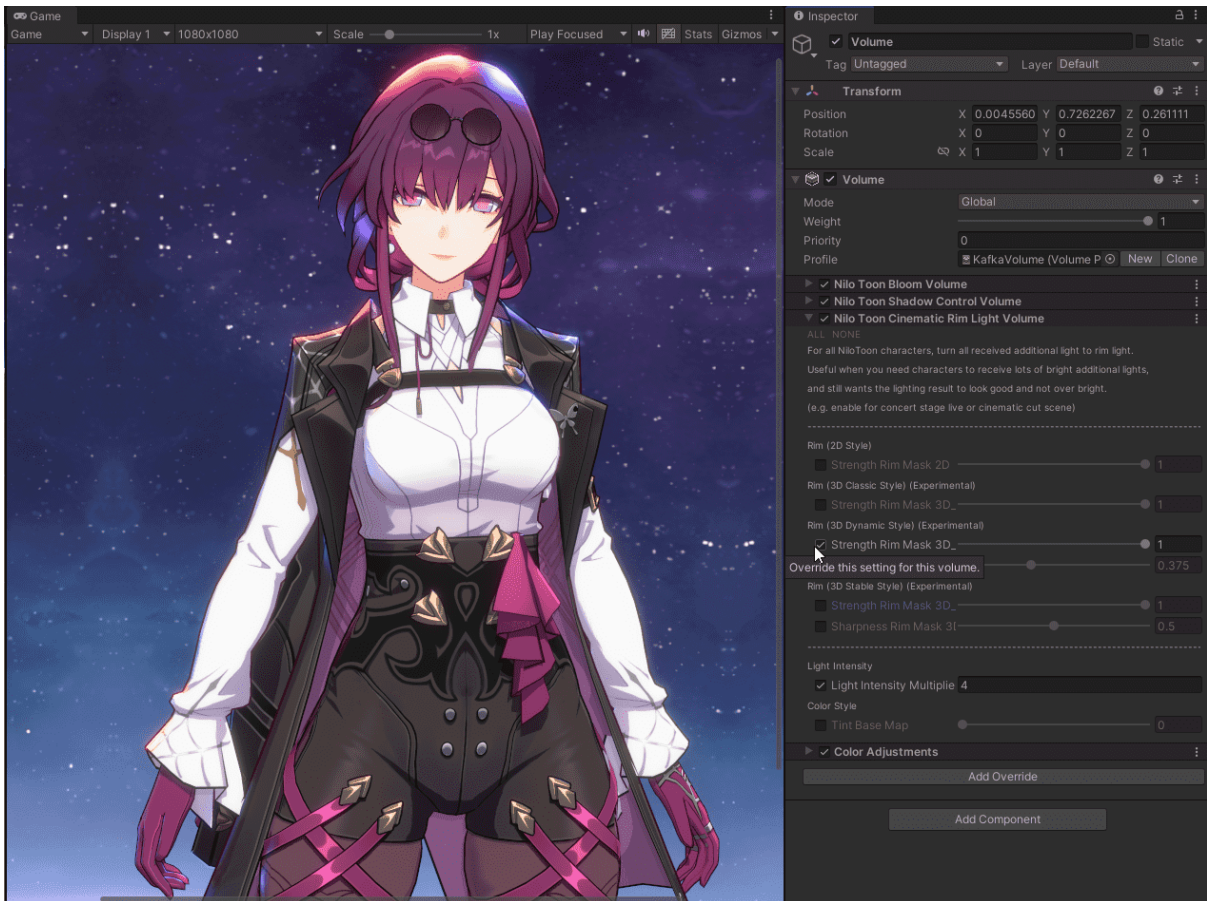 Game
Game Display 1 1080x1080 Scale 1x Play Focused Stats Gizmos
Inspector
Volume Static
Tag Untagged Layer Default
Transform
Position X 0.0045560 Y 0.7262267 Z 0.261111
Rotation X 0 Y 0 Z 0
Scale X 1 Y 1 Z 1
Volume
Mode Global
Weight 1
Priority 0
Profile KafkaVolume (Volume P New Clone
Nilo Toon Bloom Volume
Nilo Toon Shadow Control Volume
Nilo Toon Cinematic Rim Light Volume
ALL NONE
For all NiloToon characters, turn all received additional light to rim light.
Useful when you need characters to receive lots of bright additional lights,
and still wants the lighting result to look good and not over bright.
(e.g. enable for concert stage live or cinematic cut scene)
Rim (2D Style)
Strength Rim Mask 2D 1
Rim (3D Classic Style) (Experimental)
Strength Rim Mask 3D_ 1
Rim (3D Dynamic Style) (Experimental)
Strength Rim Mask 3D_ 1
Override this setting for this volume. 0.375
Rim (3D Stable Style) (Experimental)
Strength Rim Mask 3D_ 1
Sharpness Rim Mask 3I 0.5
Light Intensity
Light Intensity Multiplie 4
Color Style
Tint Base Map 0
Color Adjustments
Add Override
Add Component